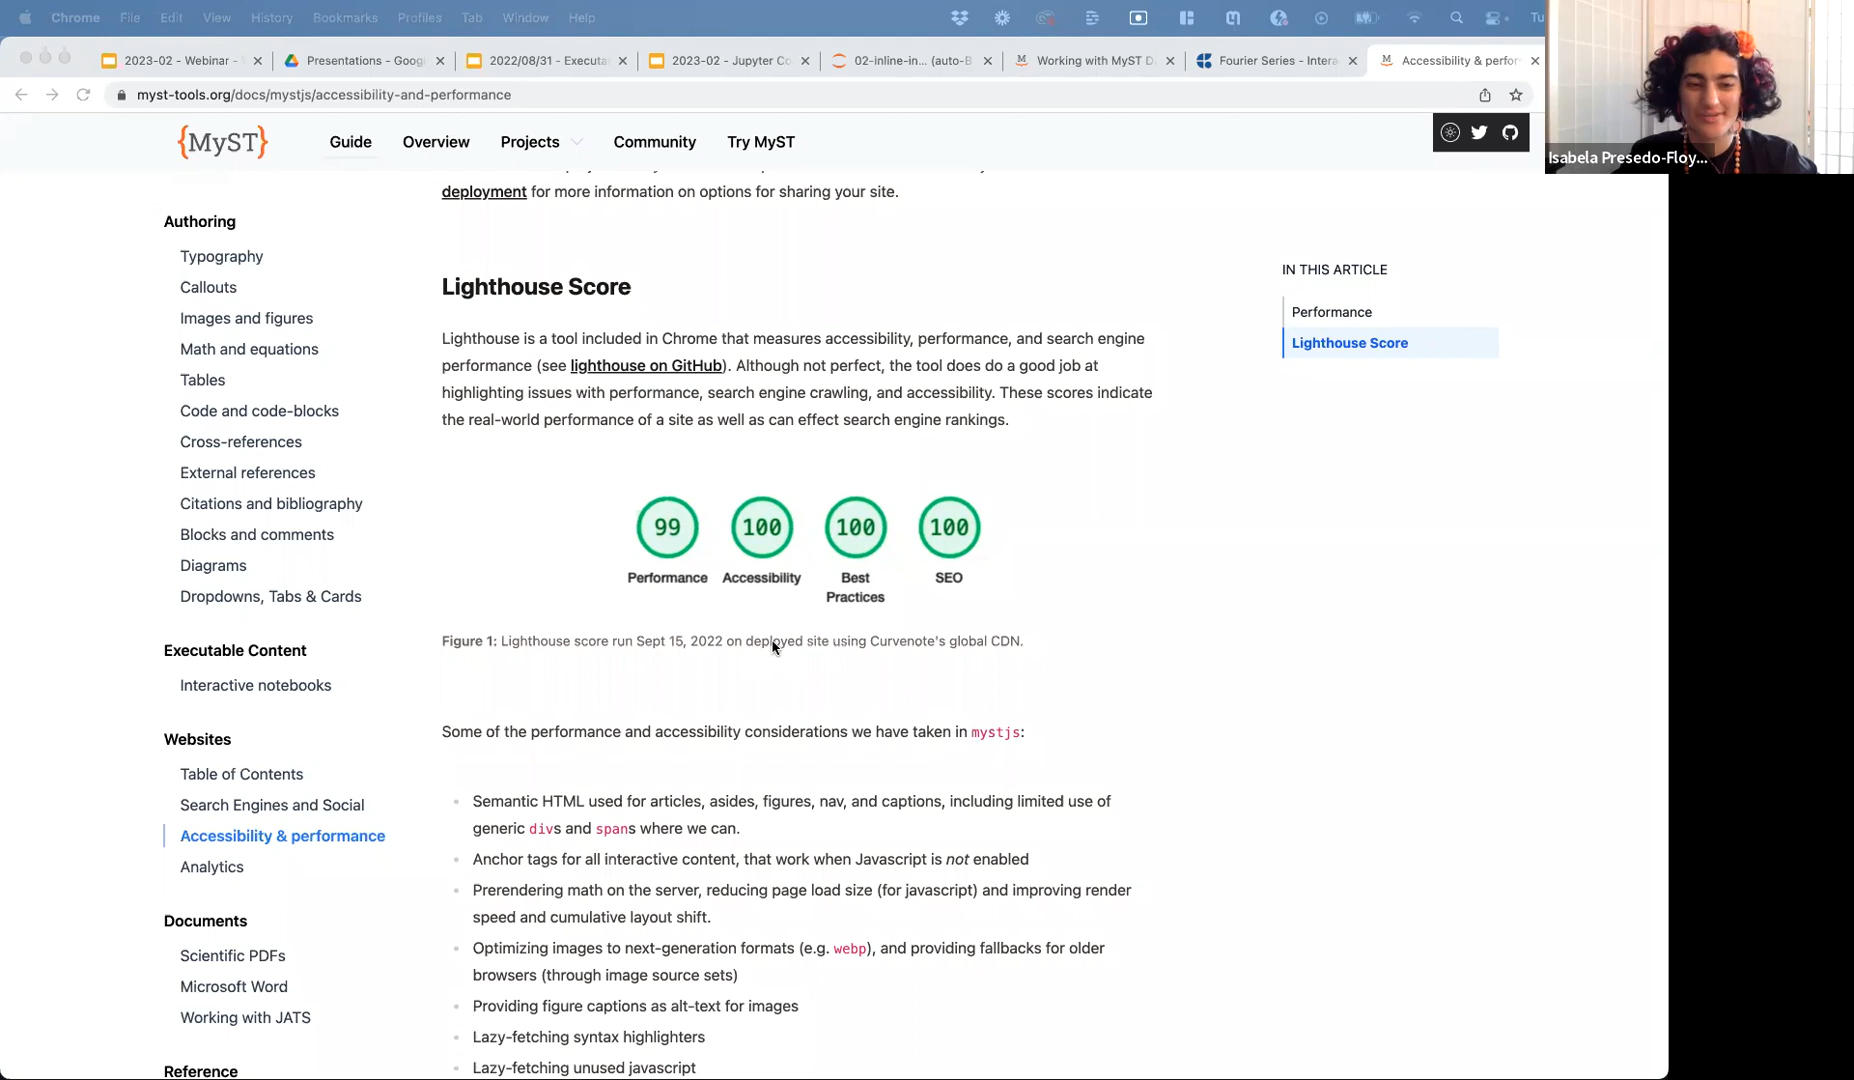 Chrome File Edit View History Bookmarks Profiles Tab Window Help Tu
2023-02 - Webinar - Presentations - Goog 2022/08/31 - Executa 2023-02 - Jupyter Co 02-inline-in... (auto-B Working with MyST D Fourier Series - Intera Accessibility & perfor
myst-tools.org/docs/mystjs/accessibility-and-performance
Isabela Presedo-Floy...
{MyST} Guide Overview Projects Community Try MyST
deployment for more information on options for sharing your site.
Authoring
Typography
Callouts
Images and figures
Math and equations
Tables
Code and code-blocks
Cross-references
External references
Citations and bibliography
Blocks and comments
Diagrams
Dropdowns, Tabs & Cards
Executable Content
Interactive notebooks
Websites
Table of Contents
Search Engines and Social
Accessibility & performance
Analytics
Documents
Scientific PDFs
Microsoft Word
Working with JATS
Reference
Lighthouse Score
Lighthouse is a tool included in Chrome that measures accessibility, performance, and search engine
performance (see lighthouse on GitHub). Although not perfect, the tool does do a good job at
highlighting issues with performance, search engine crawling, and accessibility. These scores indicate
the real-world performance of a site as well as can effect search engine rankings.
99 100 100 100
Performance Accessibility Best SEO
Practices
Figure 1: Lighthouse score run Sept 15, 2022 on deployed site using Curvenote's global CDN.
Some of the performance and accessibility considerations we have taken in mystjs:
Semantic HTML used for articles, asides, figures, nav, and captions, including limited use of
generic divs and spans where we can.
Anchor tags for all interactive content, that work when Javascript is not enabled
Prerendering math on the server, reducing page load size (for javascript) and improving render
speed and cumulative layout shift.
Optimizing images to next-generation formats (e.g. webp), and providing fallbacks for older
browsers (through image source sets)
Providing figure captions as alt-text for images
Lazy-fetching syntax highlighters
Lazy-fetching unused javascript
IN THIS ARTICLE
Performance
Lighthouse Score